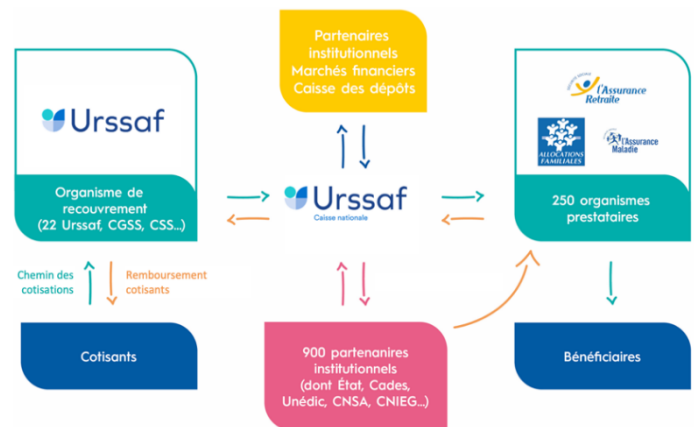 Partenaires
institutionnels
Marchés financiers
Caisse des dépôts
Urssaf
Organisme de
recouvrement
(22 Urssaf, CGSS, CSS...)
Urssaf
Caisse nationale
l'Assurance
Retraite
ALLOCATIONS
FAMILIALES
l'Assurance
Maladie
250 organismes
prestataires
Chemin des
cotisations
Remboursement
cotisants
Cotisants
900 partenanires
institutionnels
(dont État, Cades,
Unédic, CNSA, CNIEG...)
Bénéficiaires